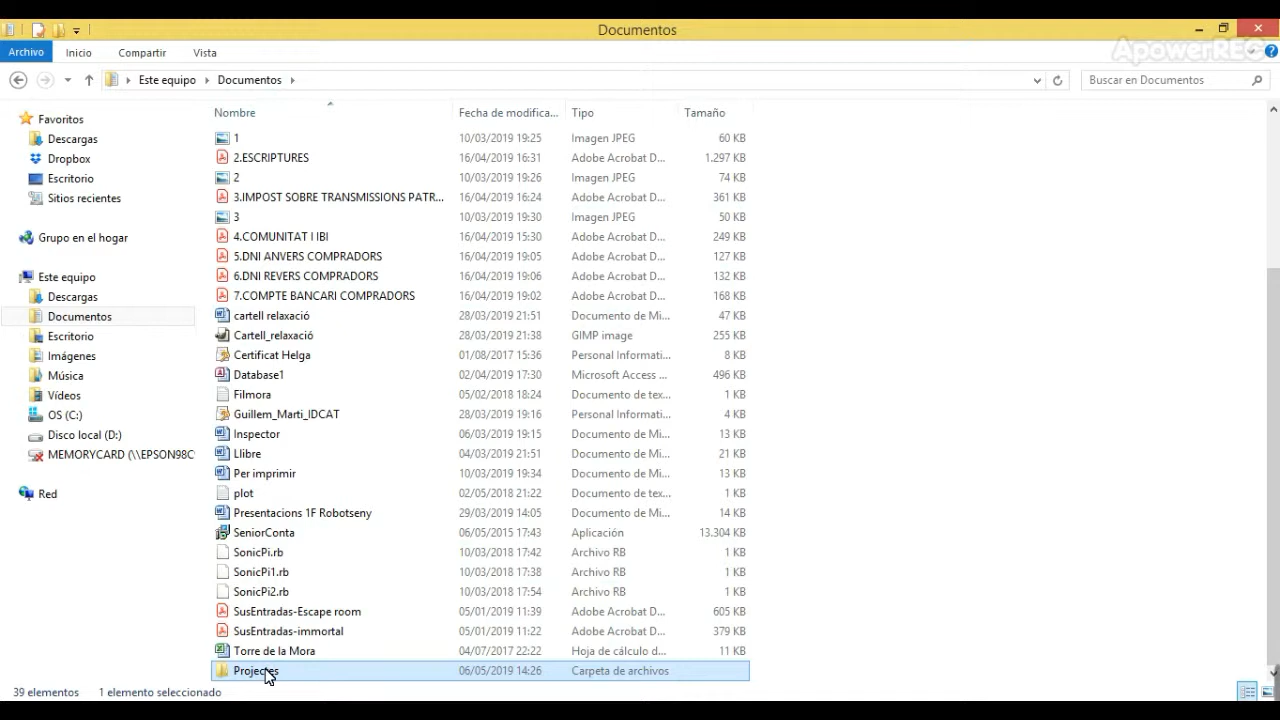 Documentos
Archivo Inicio Compartir Vista
ApowerREC
Este equipo Documentos Buscar en Documentos
Favoritos
Descargas
Dropbox
Escritorio
Sitios recientes
Grupo en el hogar
Este equipo
Descargas
Documentos
Escritorio
Imágenes
Música
Vídeos
OS (C:)
Disco local (D:)
MEMORYCARD (\\EPSON98C
Red
Nombre Fecha de modifica... Tipo Tamaño
1 10/03/2019 19:25 Imagen JPEG 60 KB
2.ESCRIPTURES 16/04/2019 16:31 Adobe Acrobat D... 1.297 KB
2 10/03/2019 19:26 Imagen JPEG 74 KB
3.IMPOST SOBRE TRANSMISSIONS PATR... 16/04/2019 16:24 Adobe Acrobat D... 361 KB
3 10/03/2019 19:30 Imagen JPEG 50 KB
4.COMUNITAT I IBI 16/04/2019 15:30 Adobe Acrobat D... 249 KB
5.DNI ANVERS COMPRADORS 16/04/2019 19:05 Adobe Acrobat D... 127 KB
6.DNI REVERS COMPRADORS 16/04/2019 19:06 Adobe Acrobat D... 132 KB
7.COMPTE BANCARI COMPRADORS 16/04/2019 19:02 Adobe Acrobat D... 168 KB
cartell relaxació 28/03/2019 21:51 Documento de Mi... 47 KB
Cartell_relaxació 28/03/2019 21:38 GIMP image 255 KB
Certificat Helga 01/08/2017 15:36 Personal Informati... 8 KB
Database1 02/04/2019 17:30 Microsoft Access ... 496 KB
Filmora 05/02/2018 18:24 Documento de tex... 1 KB
Guillem_Marti_IDCAT 28/03/2019 19:16 Personal Informati... 4 KB
Inspector 06/03/2019 19:15 Documento de Mi... 13 KB
Llibre 04/03/2019 21:51 Documento de Mi... 21 KB
Per imprimir 10/03/2019 19:34 Documento de Mi... 13 KB
plot 02/05/2018 21:22 Documento de tex... 1 KB
Presentacions 1F Robotseny 29/03/2019 14:05 Documento de Mi... 14 KB
SeniorConta 06/05/2015 17:43 Aplicación 13.304 KB
SonicPi.rb 10/03/2018 17:42 Archivo RB 1 KB
SonicPi1.rb 10/03/2018 17:38 Archivo RB 1 KB
SonicPi2.rb 10/03/2018 17:54 Archivo RB 1 KB
SusEntradas-Escape room 05/01/2019 11:39 Adobe Acrobat D... 605 KB
SusEntradas-immortal 05/01/2019 11:22 Adobe Acrobat D... 379 KB
Torre de la Mora 04/07/2017 22:22 Hoja de cálculo d... 11 KB
Projectes 06/05/2019 14:26 Carpeta de archivos
39 elementos 1 elemento seleccionado